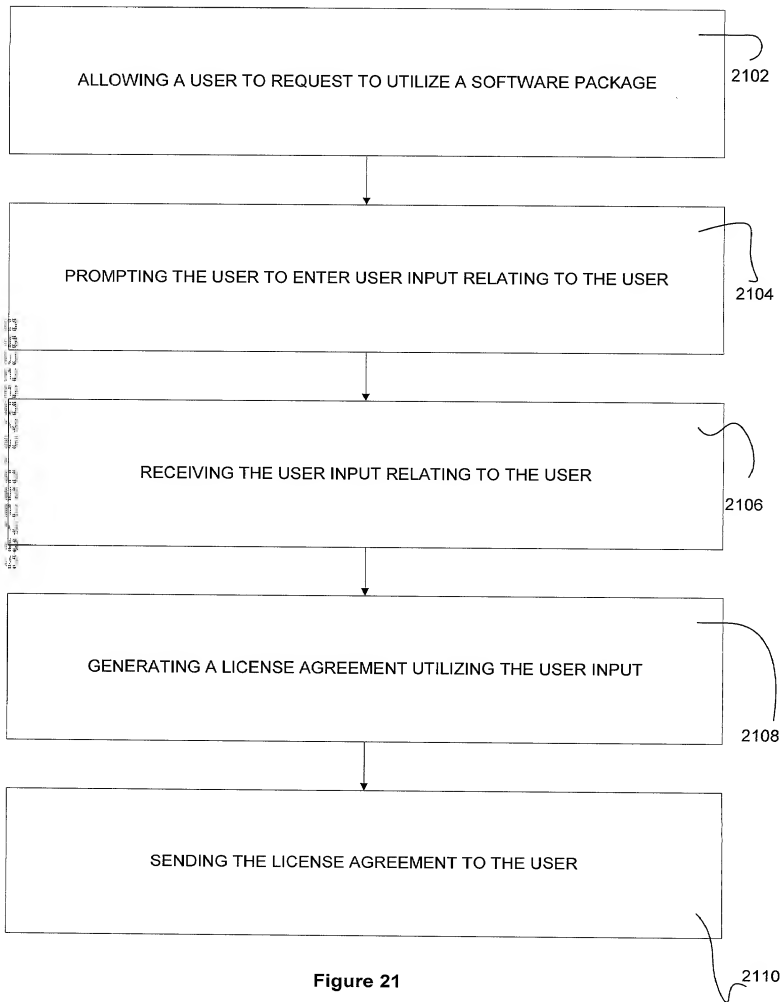 ALLOWING A USER TO REQUEST TO UTILIZE A SOFTWARE PACKAGE
2102
PROMPTING THE USER TO ENTER USER INPUT RELATING TO THE USER
2104
RECEIVING THE USER INPUT RELATING TO THE USER
2106
GENERATING A LICENSE AGREEMENT UTILIZING THE USER INPUT
2108
SENDING THE LICENSE AGREEMENT TO THE USER
2110
Figure 21